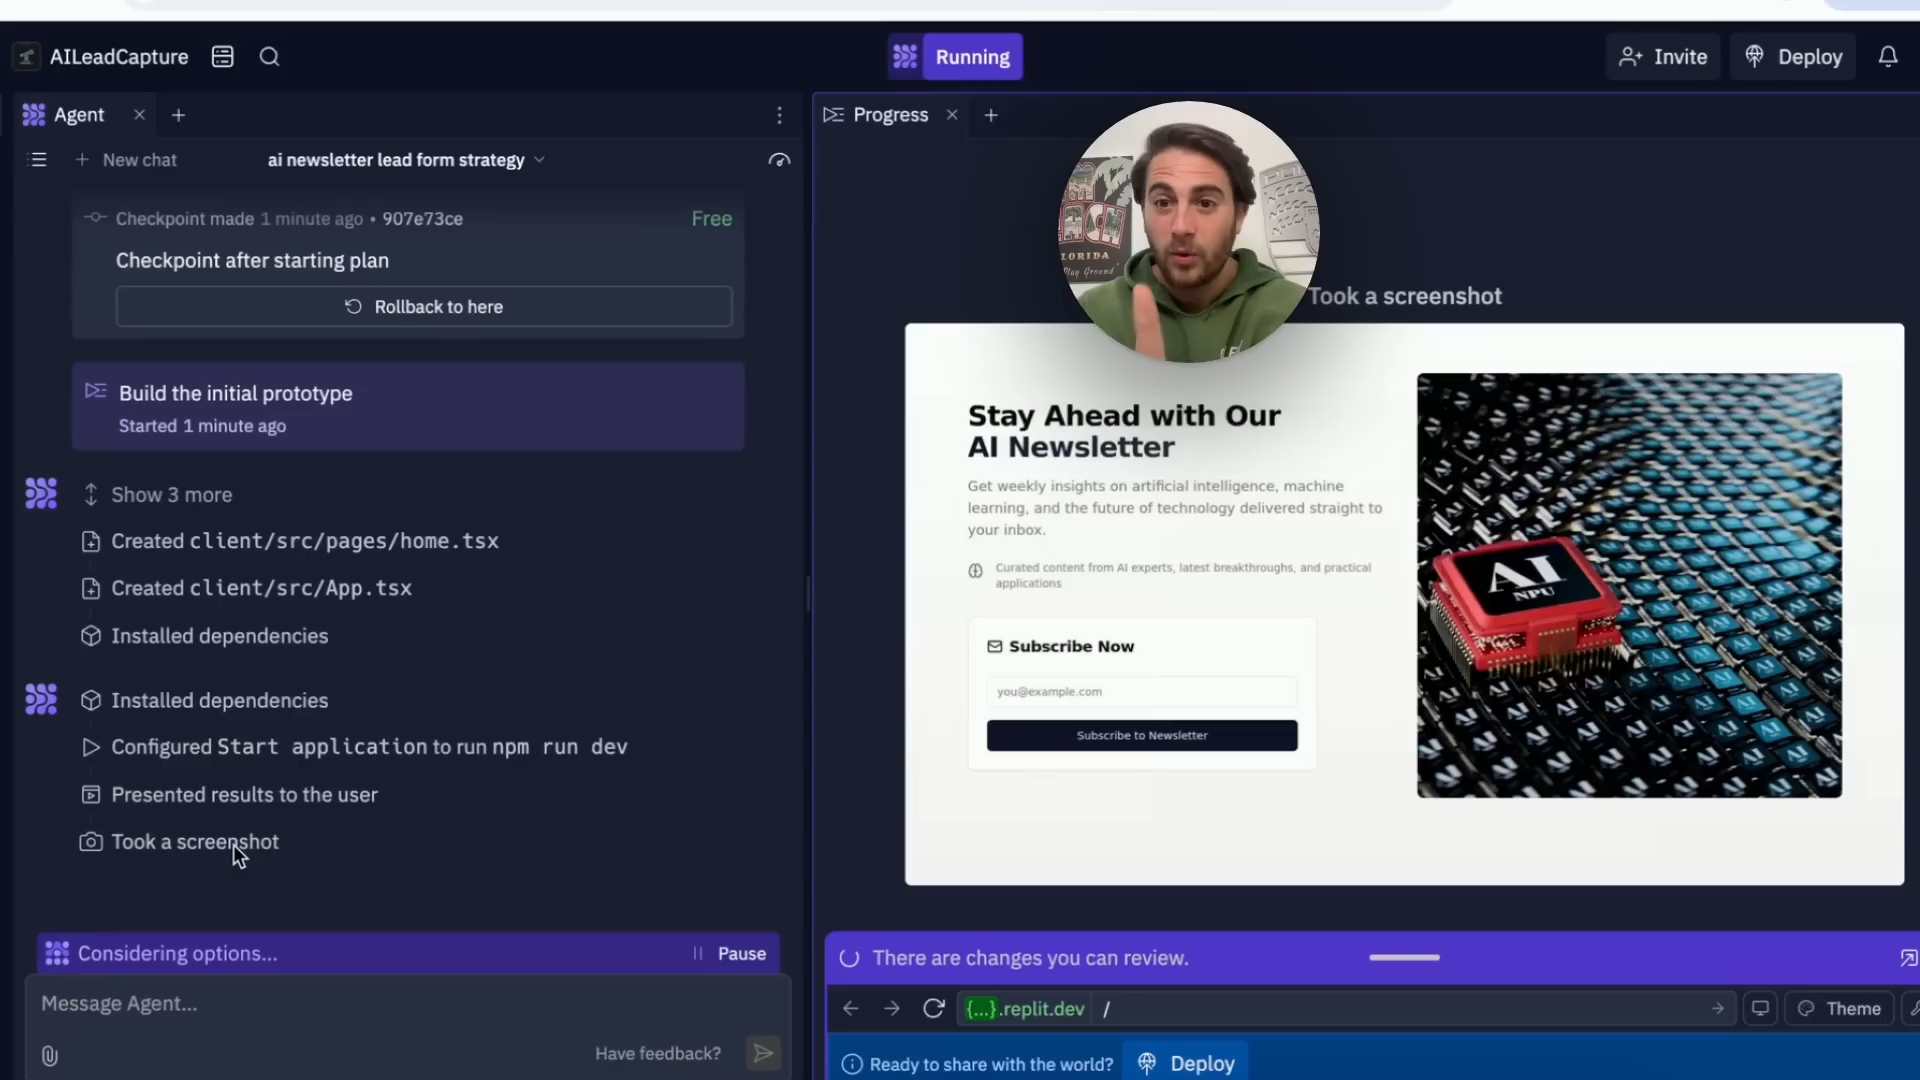 AILeadCapture
Running
Invite
Deploy
Agent
Progress
New chat
ai newsletter lead form strategy
Checkpoint made 1 minute ago • 907e73ce
Free
Checkpoint after starting plan
Rollback to here
Build the initial prototype
Started 1 minute ago
Show 3 more
Created client/src/pages/home.tsx
Created client/src/App.tsx
Installed dependencies
Installed dependencies
Configured Start application to run npm run dev
Presented results to the user
Took a screenshot
Considering options...
Pause
Message Agent...
Have feedback?
FLORIDA
Play Ground
Took a screenshot
Stay Ahead with Our
AI Newsletter
Get weekly insights on artificial intelligence, machine
learning, and the future of technology delivered straight to
your inbox.
Curated content from AI experts, latest breakthroughs, and practical
applications
Subscribe Now
you@example.com
Subscribe to Newsletter
AI
NPU
There are changes you can review.
{...}.replit.dev /
Theme
Ready to share with the world?
Deploy